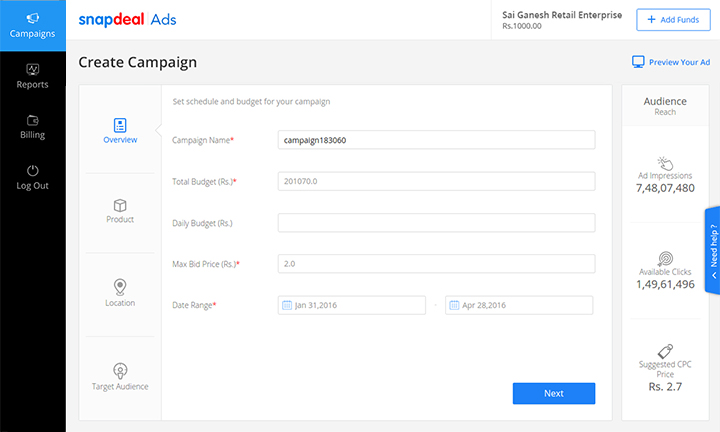 Campaigns
Reports
Billing
Log Out
snapdeal Ads
Sai Ganesh Retail Enterprise
Rs.1000.00
+ Add Funds
Create Campaign
Preview Your Ad
Overview
Product
Location
Target Audience
Set schedule and budget for your campaign
Campaign Name*
campaign183060
Total Budget (Rs.)*
201070.0
Daily Budget (Rs.)
Max Bid Price (Rs.)*
2.0
Date Range*
Jan 31,2016
-
Apr 28,2016
Next
Audience
Reach
Ad Impressions
7,48,07,480
Available Clicks
1,49,61,496
Suggested CPC
Price
Rs. 2.7
Need help ?